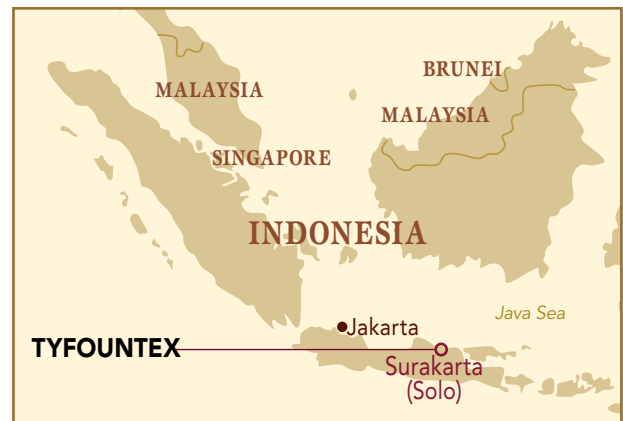 BRUNEI
MALAYSIA
MALAYSIA
SINGAPORE
INDONESIA
Java Sea
Jakarta
TYFOUNTEX
Surakarta
(Solo)